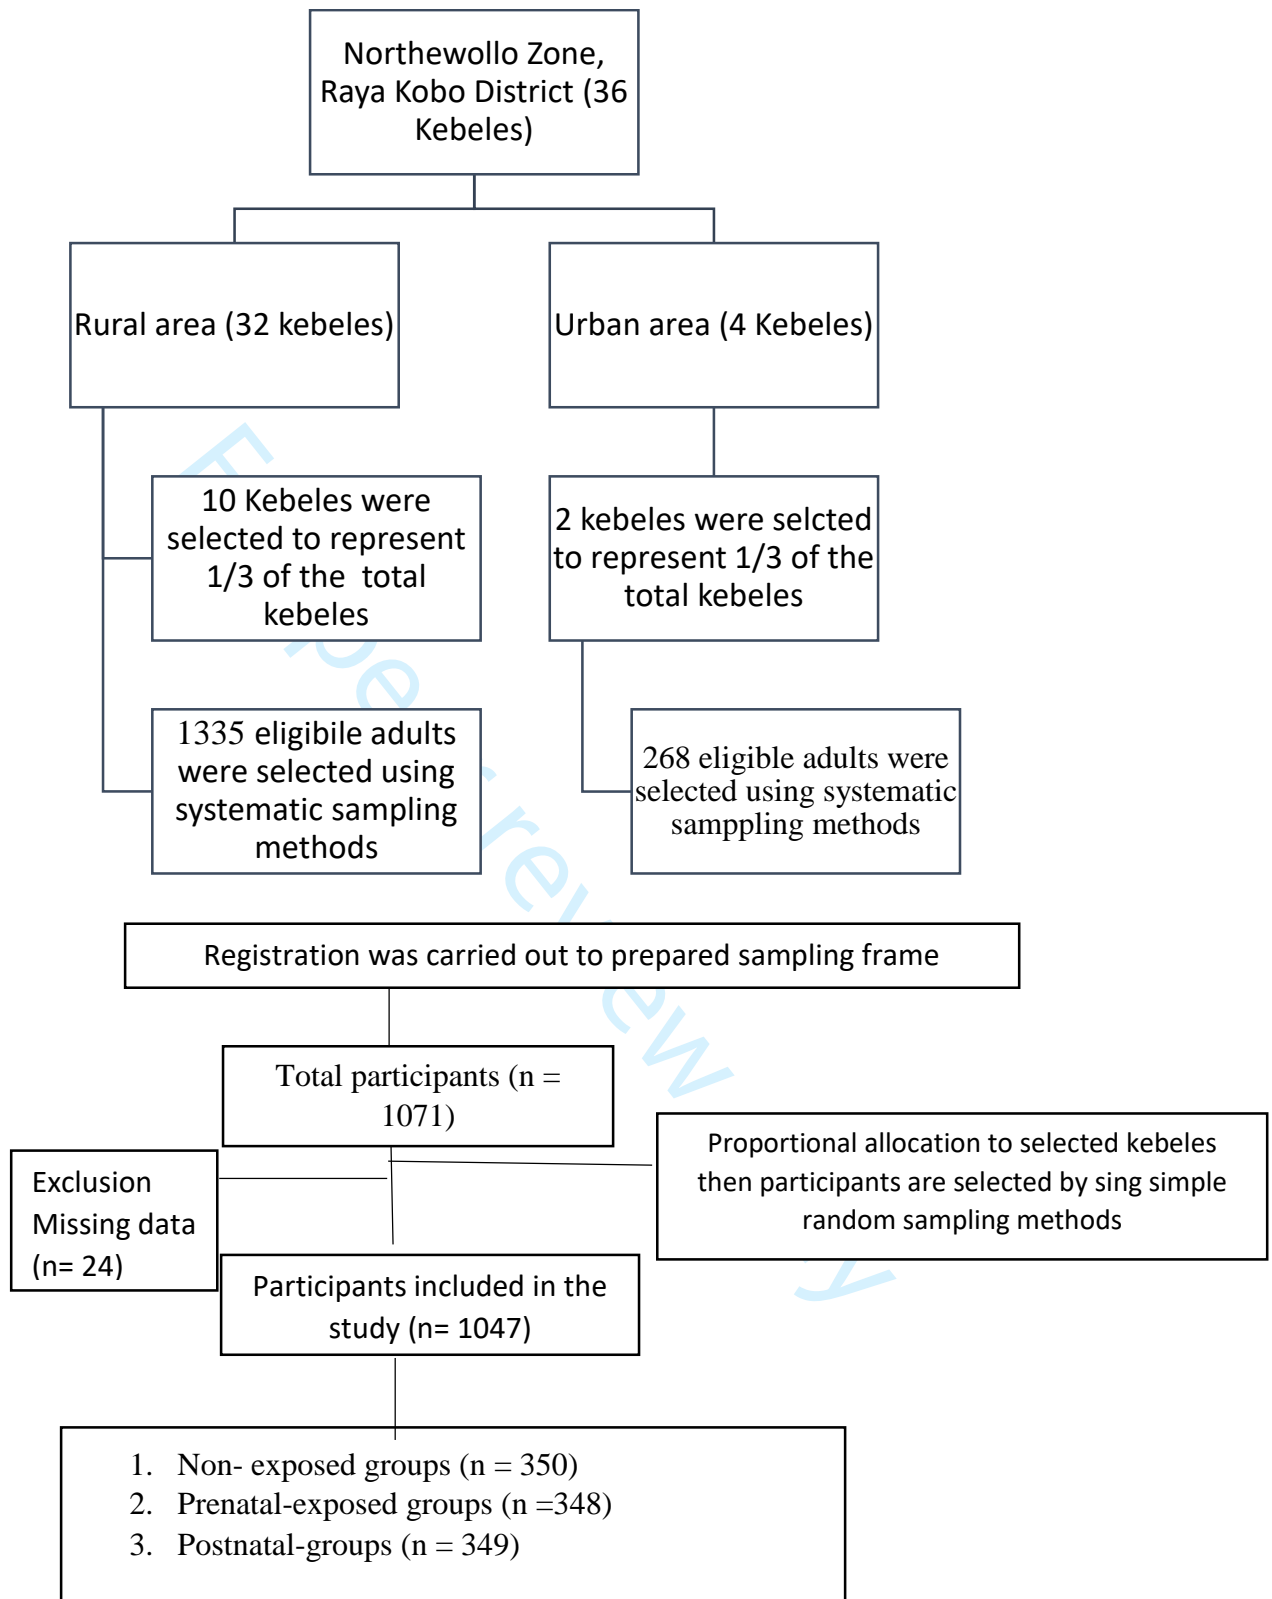 Northewollo Zone,
Raya Kobo District (36
Kebeles)
Rural area (32 kebeles)
Urban area (4 Kebeles)
10 Kebeles were
selected to represent
1/3 of the  total
kebeles
2 kebeles were selcted
to represent 1/3 of the
total kebeles
1335 eligibile adults
were selected using
systematic sampling
methods
268 eligible adults were
selected using systematic
samppling methods
Registration was carried out to prepared sampling frame
Total participants (n =
1071)
Proportional allocation to selected kebeles
then participants are selected by sing simple
random sampling methods
Exclusion
Missing data
(n= 24)
Participants included in the
study (n= 1047)
1. Non- exposed groups (n = 350)
2. Prenatal-exposed groups (n =348)
3. Postnatal-groups (n = 349)